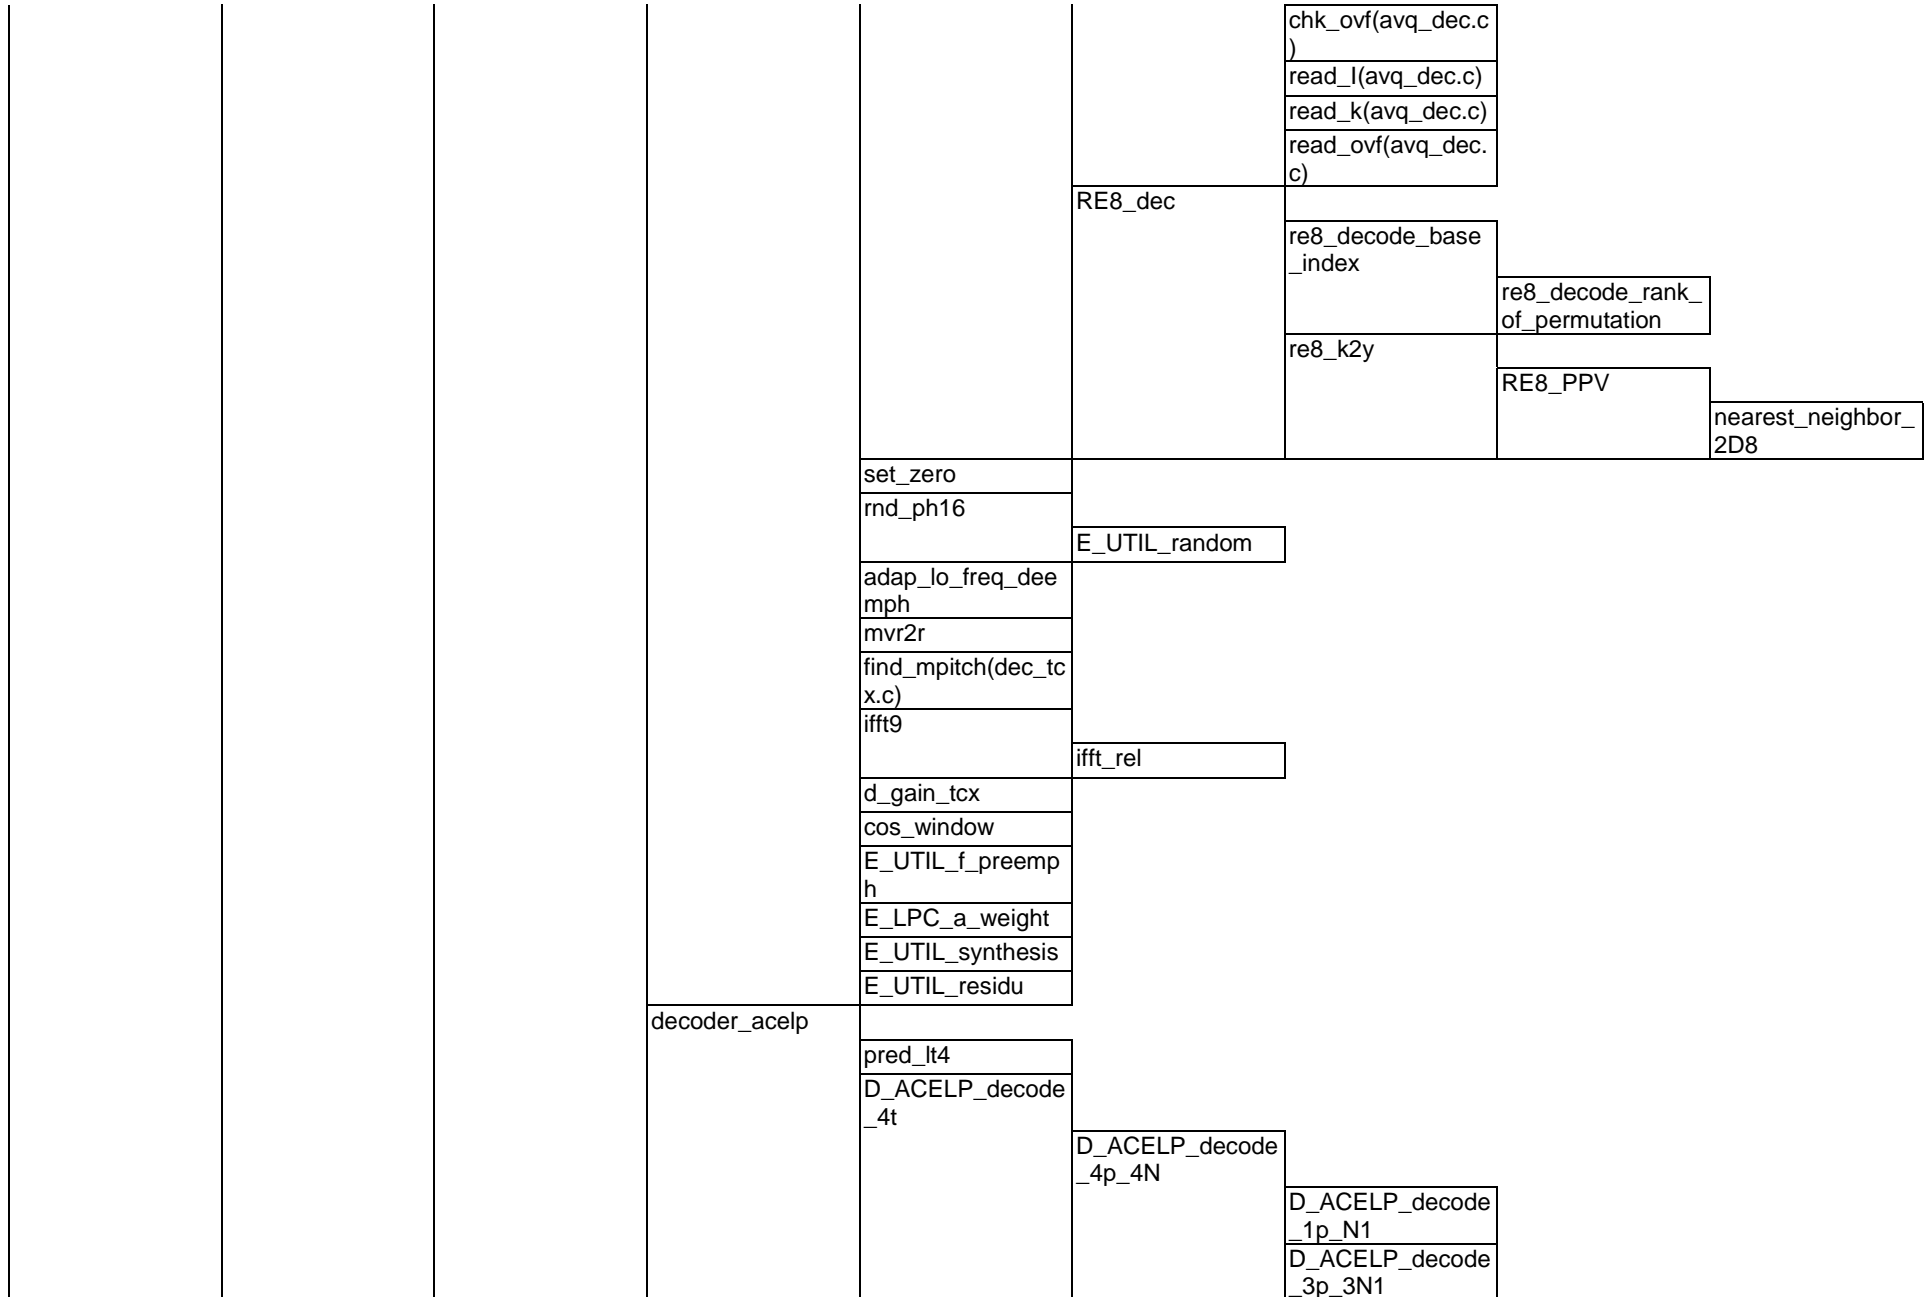 chk_ovf(avq_dec.c
)
read_I(avq_dec.c)
read_k(avq_dec.c)
read_ovf(avq_dec.
c)
RE8_dec
re8_decode_base
_index
re8_decode_rank_
of_permutation
re8_k2y
RE8_PPV
nearest_neighbor_
2D8
set_zero
rnd_ph16
E_UTIL_random
adap_lo_freq_dee
mph
mvr2r
find_mpitch(dec_tc
x.c)
ifft9
ifft_rel
d_gain_tcx
cos_window
E_UTIL_f_preemp
h
E_LPC_a_weight
E_UTIL_synthesis
E_UTIL_residu
decoder_acelp
pred_lt4
D_ACELP_decode
_4t
D_ACELP_decode
_4p_4N
D_ACELP_decode
_1p_N1
D_ACELP_decode
_3p_3N1